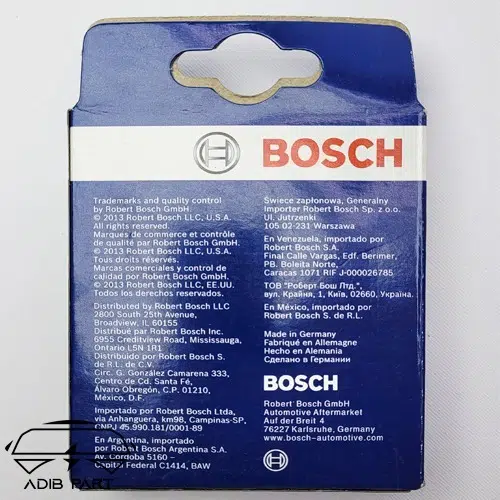 BOSCH
Trademarks and quality control
by Robert Bosch GmbH.
© 2013 Robert Bosch LLC, U.S.A.
All rights reserved.
Marques de commerce et contrôle
de qualité par Robert Bosch GmbH.
© 2013 Robert Bosch LLC, U.S.A.
Tous droits réservés.
Marcas comerciales y control de
calidad por Robert Bosch GmbH.
© 2013 Robert Bosch LLC, EE.UU.
Todos los derechos reservados.
Distributed by Robert Bosch LLC
2800 South 25th Avenue,
Broadview, IL 60155
Distribué par Robert Bosch Inc.
6955 Creditview Road, Mississauga,
Ontario L5N 1R1
Distribuido por Robert Bosch S.
de R.L. de C.V.
Circ. G. González Camarena 333,
Centro de Cd. Santa Fé,
Álvaro Obregón, C.P. 01210,
México, D.F.
Importado por Robert Bosch Ltda,
via Anhanguera, km98, Campinas-SP,
CNPJ 45.990.181/0001-89
En Argentina, importado por
Robert Bosch Argentina S.A.
Av. Córdoba 5160 –
Capital Federal C1414, BAW
Świece zapłonowe, Generalny
Importer Robert Bosch Sp. z o.o.
Ul. Jutrzenki
105 02-231 Warszawa
En Venezuela, importado por
Robert Bosch S.A.
Final Calle Vargas, Edf. Berimer,
PB. Boleita Norte,
Caracas 1071 RIF J-000026785
ТОВ "Роберт Бош Лтд.",
вул. Крайня, 1, Київ, 02660, Україна.
En México, importado por
Robert Bosch S. de R.L.
Made in Germany
Fabriqué en Allemagne
Hecho en Alemania
Сделано в Германии
BOSCH
Robert Bosch GmbH
Automotive Aftermarket
Auf der Breit 4
76227 Karlsruhe, Germany
www.bosch-automotive.com
ADIB PART